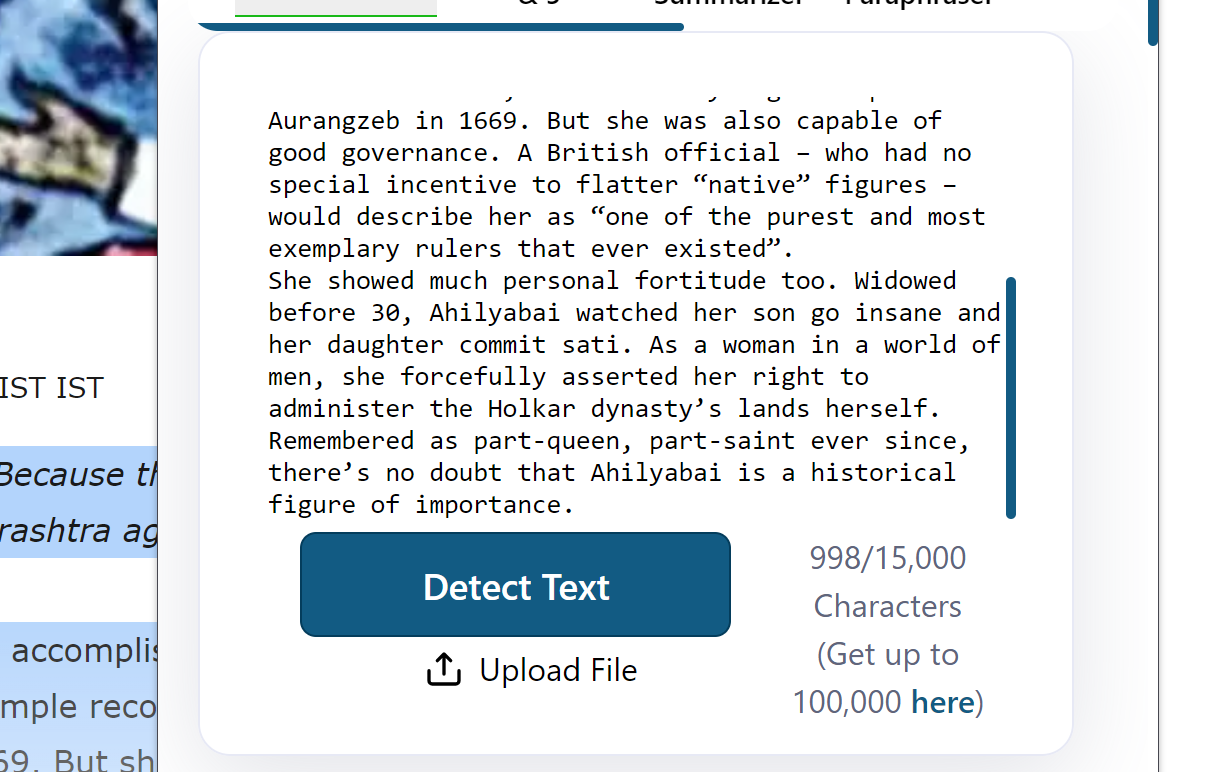 Summarizer Paraphraser
Aurangzeb in 1669. But she was also capable of
good governance. A British official – who had no
special incentive to flatter “native” figures –
would describe her as “one of the purest and most
exemplary rulers that ever existed”.
She showed much personal fortitude too. Widowed
before 30, Ahilyabai watched her son go insane and
her daughter commit sati. As a woman in a world of
men, she forcefully asserted her right to
administer the Holkar dynasty’s lands herself.
Remembered as part-queen, part-saint ever since,
there’s no doubt that Ahilyabai is a historical
figure of importance.
Detect Text
Upload File
998/15,000
Characters
(Get up to
100,000 here)
IST IST
Because th
rashtra ag
accomplis
mple reco
69. But sh